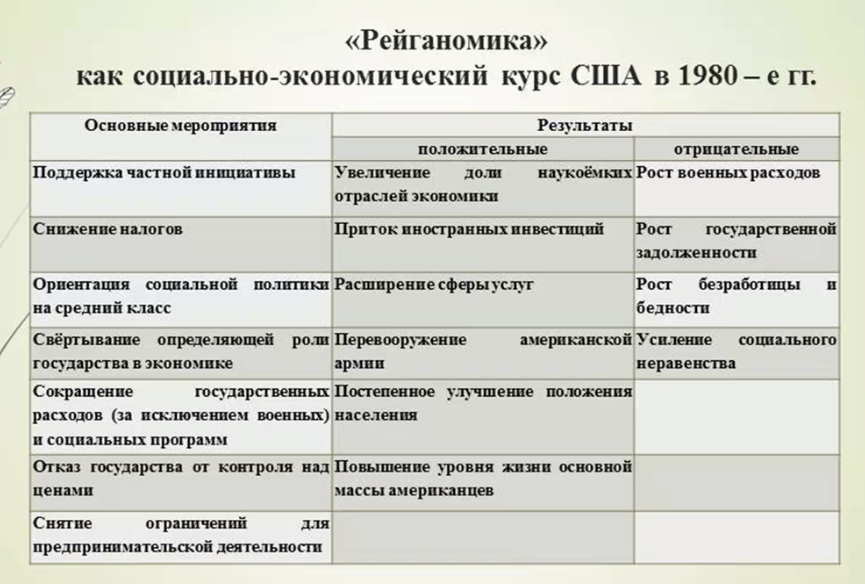 «Рейганомика»
как социально-экономический курс США в 1980 – е гг.
Основные мероприятия
Результаты
положительные
отрицательные
Поддержка частной инициативы
Увеличение доли наукоёмких
отраслей экономики
Рост военных расходов
Снижение налогов
Приток иностранных инвестиций
Рост государственной
задолженности
Ориентация социальной политики
на средний класс
Расширение сферы услуг
Рост безработицы и
бедности
Свёртывание определяющей роли
государства в экономике
Перевооружение американской
армии
Усиление социального
неравенства
Сокращение государственных
расходов (за исключением военных)
и социальных программ
Постепенное улучшение положения
населения
Отказ государства от контроля над
ценами
Повышение уровня жизни основной
массы американцев
Снятие ограничений для
предпринимательской деятельности